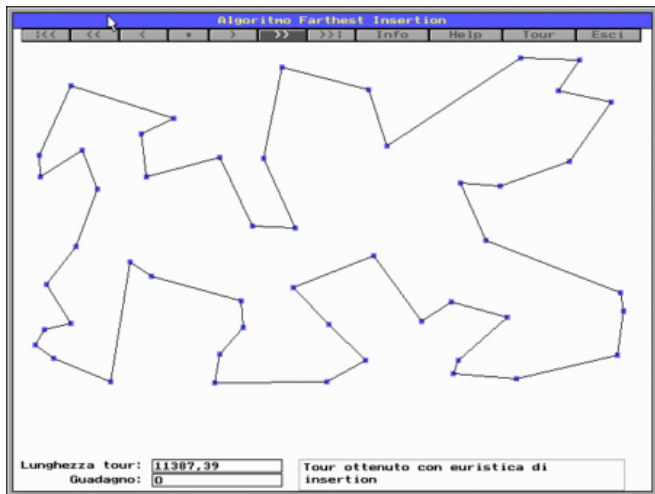 Algoritmo Farthest Insertion
|<< << < ▪ > >> >>| Info Help Tour Esci
Lunghezza tour: 11387,39
Guadagno: 0
Tour ottenuto con euristica di
insertion